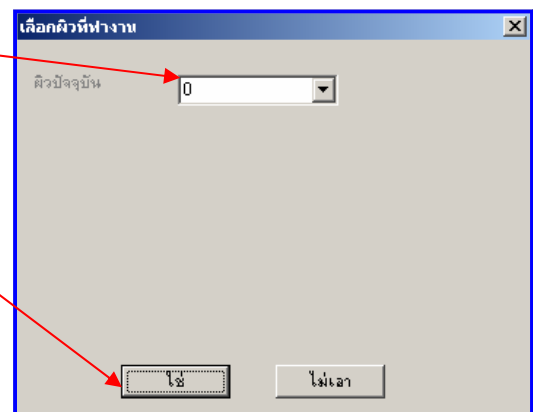 เลือกผิวที่ทำงาน
ผิวปัจจุบัน
0
ใช่
ไม่เอา